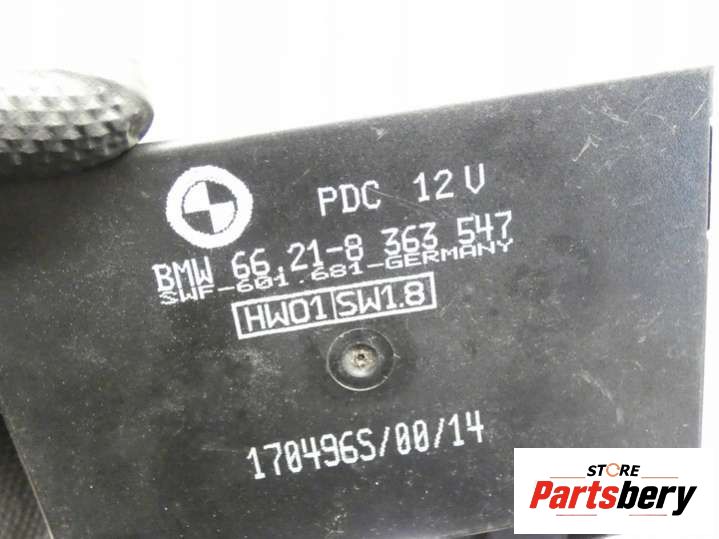 PDC 12V
BMW 66.21-8 363 547
SWF-601.681-GERMANY
HW01 SW1.8
170496S/00/14
STORE
Partsbery